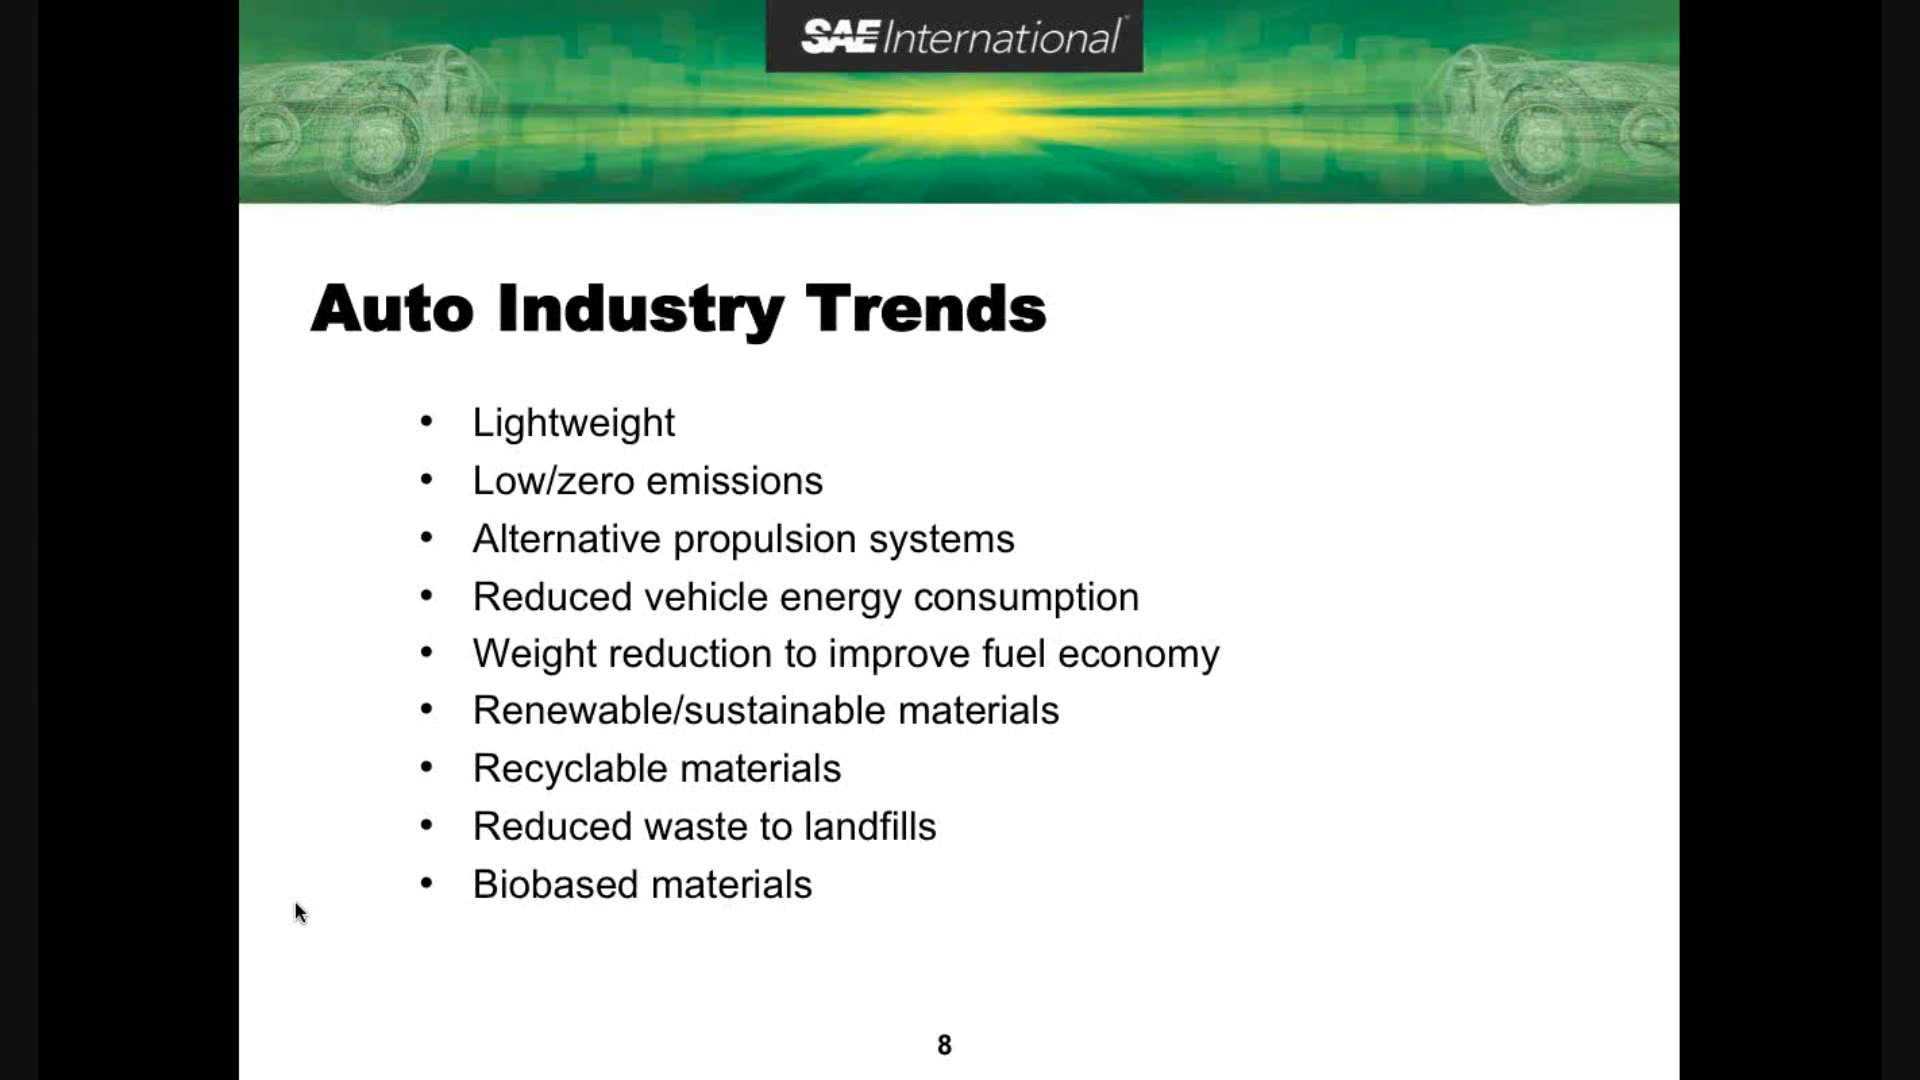 SAE International
Auto Industry Trends
• Lightweight
• Low/zero emissions
• Alternative propulsion systems
• Reduced vehicle energy consumption
• Weight reduction to improve fuel economy
• Renewable/sustainable materials
• Recyclable materials
• Reduced waste to landfills
• Biobased materials
8